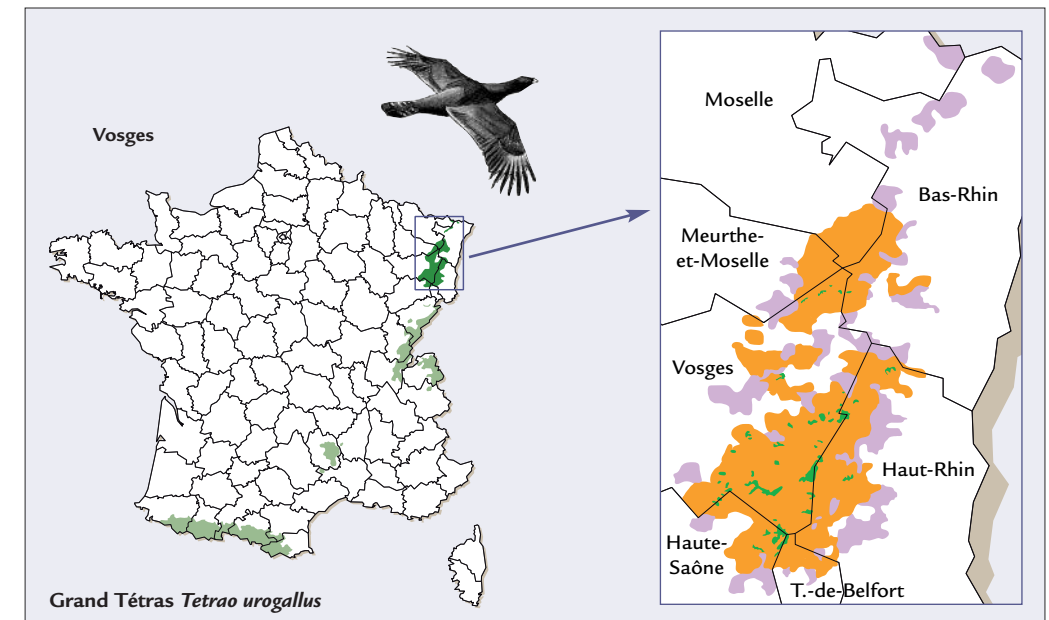 Vosges
Grand Tétras Tetrao urogallus
Moselle
Bas-Rhin
Meurthe-
et-Moselle
Vosges
Haut-Rhin
Haute-
Saône
T.-de-Belfort